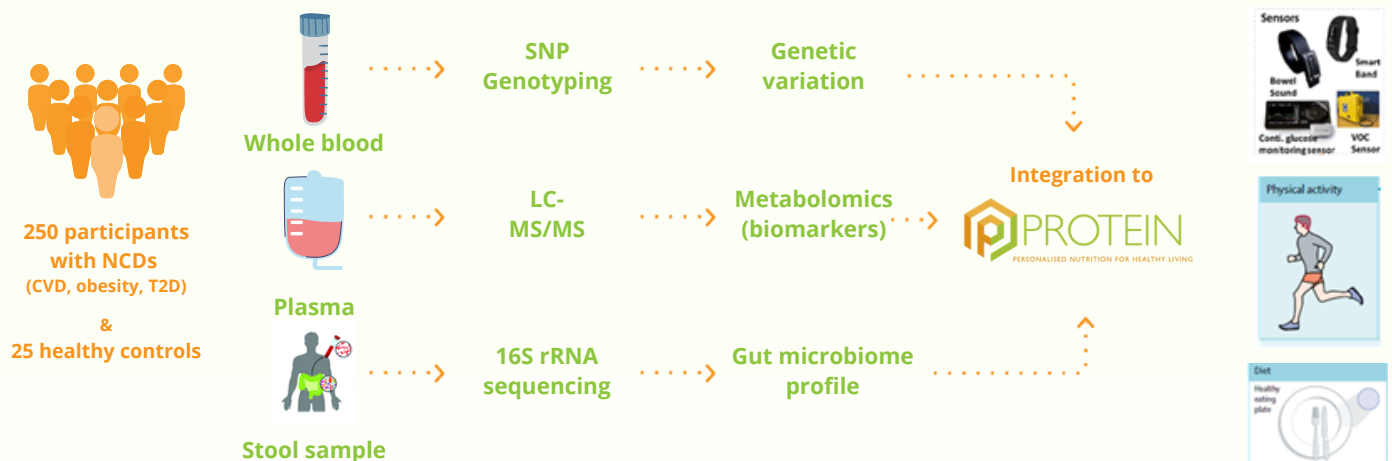 250 participants
with NCDs
(CVD, obesity, T2D)
&
25 healthy controls
Whole blood
SNP
Genotyping
Genetic
variation
Plasma
LC-
MS/MS
Metabolomics
(biomarkers)
Stool sample
16S rRNA
sequencing
Gut microbiome
profile
Integration to
PROTEIN
PERSONALISED NUTRITION FOR HEALTHY LIVING
Sensors
Smart
Band
Bowel
Sound
Conti. glucose
monitoring sensor
VOC
Sensor
Physical activity
Diet
Healthy
eating
plate